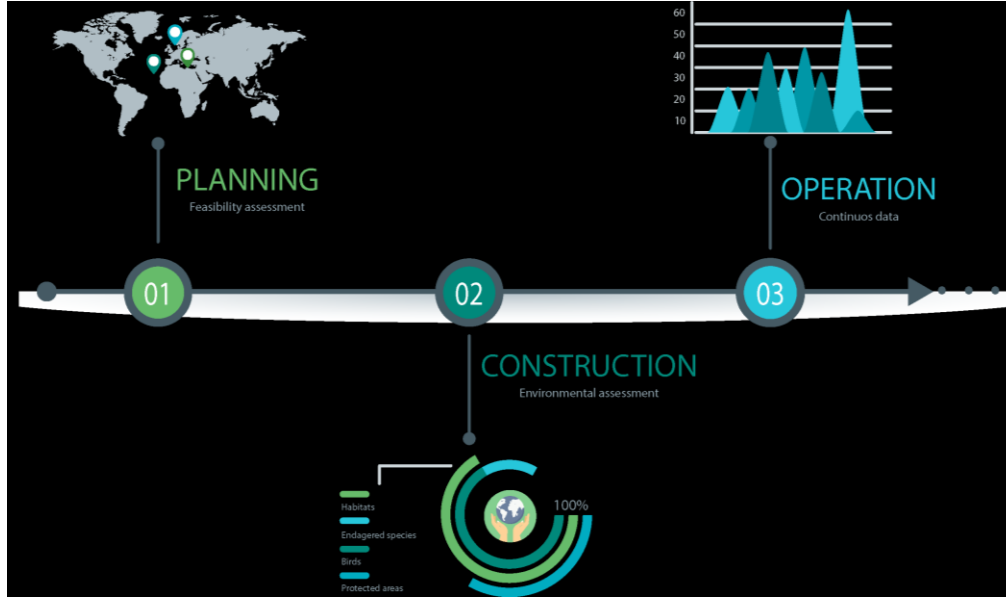 60
50
40
30
20
10
PLANNING
Feasibility assessment
OPERATION
Continuos data
01
02
03
CONSTRUCTION
Environmental assessment
100%
Habitats
Endagered species
Birds
Protected areas